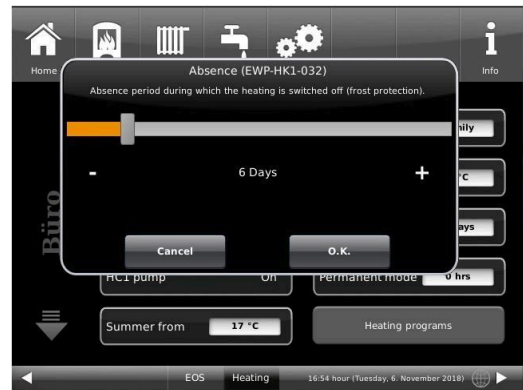 Home
Info
Absence (EWP-HK1-032)
Absence period during which the heating is switched off (frost protection).
- 6 Days +
Cancel O.K.
Büro
HC1 pump On
Permanent mode 0 hrs
Summer from 17 °C
Heating programs
EOS Heating 16:54 hour (Tuesday, 6. November 2018)